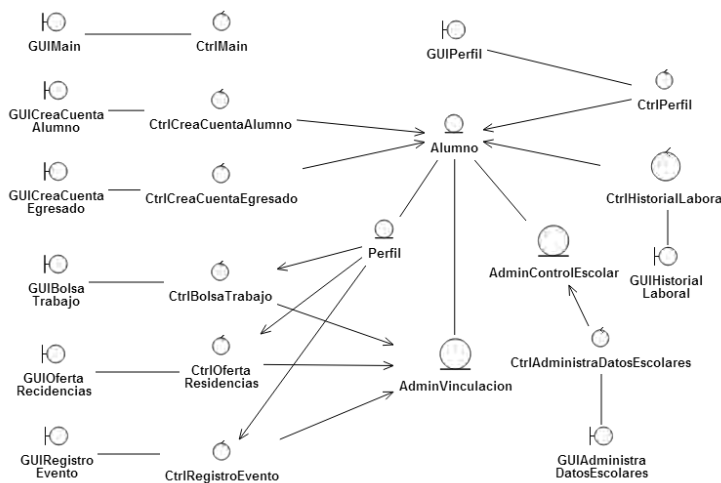 GUIMain
CtrlMain
GUIPerfil
CtrlPerfil
GUICreaCuenta
Alumno
CtrlCreaCuentaAlumno
Alumno
GUICreaCuenta
Egresado
CtrlCreaCuentaEgresado
CtrlHistorialLabora
Perfil
AdminControlEscolar
GUIHistorial
Laboral
GUIBolsa
Trabajo
CtrlBolsaTrabajo
CtrlAdministraDatosEscolares
GUIOferta
Recidencias
CtrlOferta
Residencias
AdminVinculacion
GUIRegistro
Evento
CtrlRegistroEvento
GUIAdministra
DatosEscolares